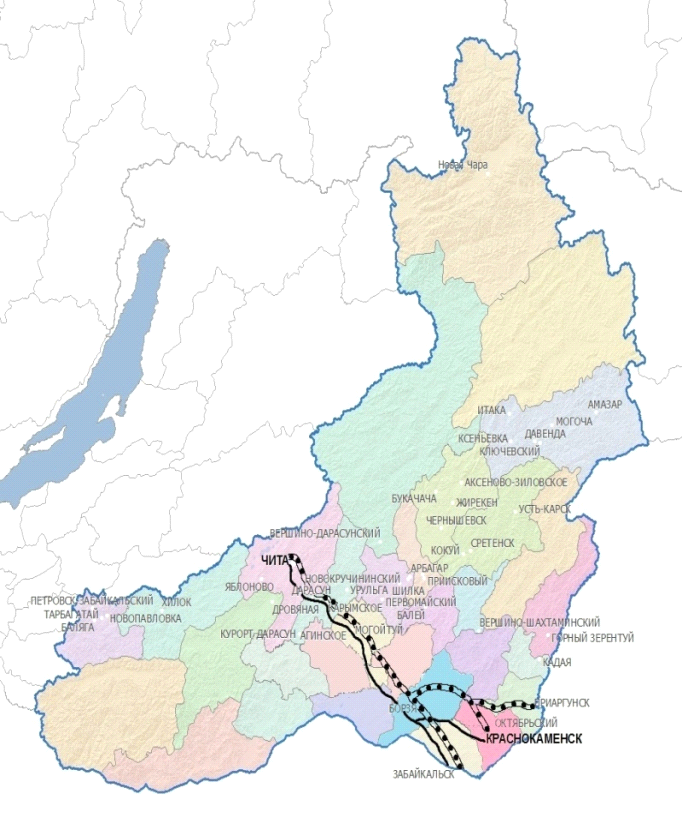 Новая Чара
АМАЗАР
ИТАКА
МОГОЧА
ДАВЕНДА
КСЕНЬЕВКА
КЛЮЧЕВСКИЙ
АКСЕНОВО-ЗИЛОВСКОЕ
БУКАЧАЧА
ЖИРЕКЕН
УСТЬ-КАРСК
ЧЕРНЫШЕВСК
ВЕРШИНО-ДАРАСУНСКИЙ
СРЕТЕНСК
КОКУЙ
ЧИТА
АРБАГАР
НОВОКРУЧИНИНСКИЙ
ПРИИСКОВЫЙ
ЯБЛОНОВО
ДАРАСУН
УРУЛЬГА
ШИЛКА
ПЕТРОВСК-ЗАБАЙКАЛЬСКИЙ
ХИЛОК
ДРОВЯНАЯ
КАРЫМСКОЕ
ПЕРВОМАЙСКИЙ
ТАРБАГАТАЙ
НОВОПАВЛОВКА
БАЛЕЙ
БАЛЯГА
ВЕРШИНО-ШАХТАМИНСКИЙ
КУРОРТ-ДАРАСУН
АГИНСКОЕ
МОГОЙТУЙ
ГОРНЫЙ ЗЕРЕНТУЙ
КАДАЯ
ПРИАРГУНСК
БОРЗЯ
ОКТЯБРЬСКИЙ
КРАСНОКАМЕНСК
ЗАБАЙКАЛЬСК